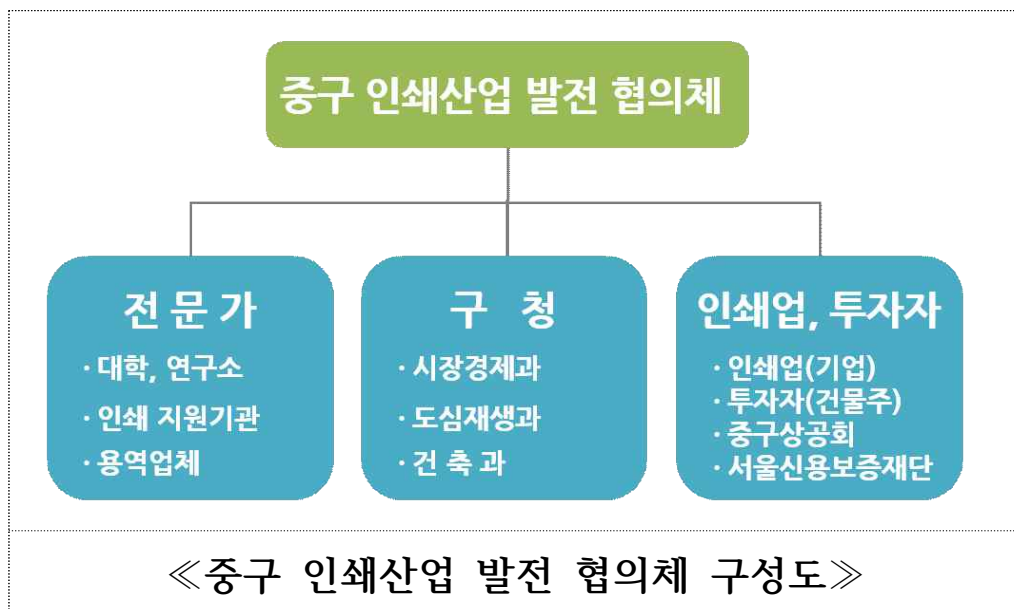 중구 인쇄산업 발전 협의체
전 문 가
· 대학, 연구소
· 인쇄 지원기관
· 용역업체
구 청
· 시장경제과
· 도심재생과
· 건 축 과
인쇄업, 투자자
· 인쇄업(기업)
· 투자자(건물주)
· 중구상공회
· 서울신용보증재단
≪중구 인쇄산업 발전 협의체 구성도≫